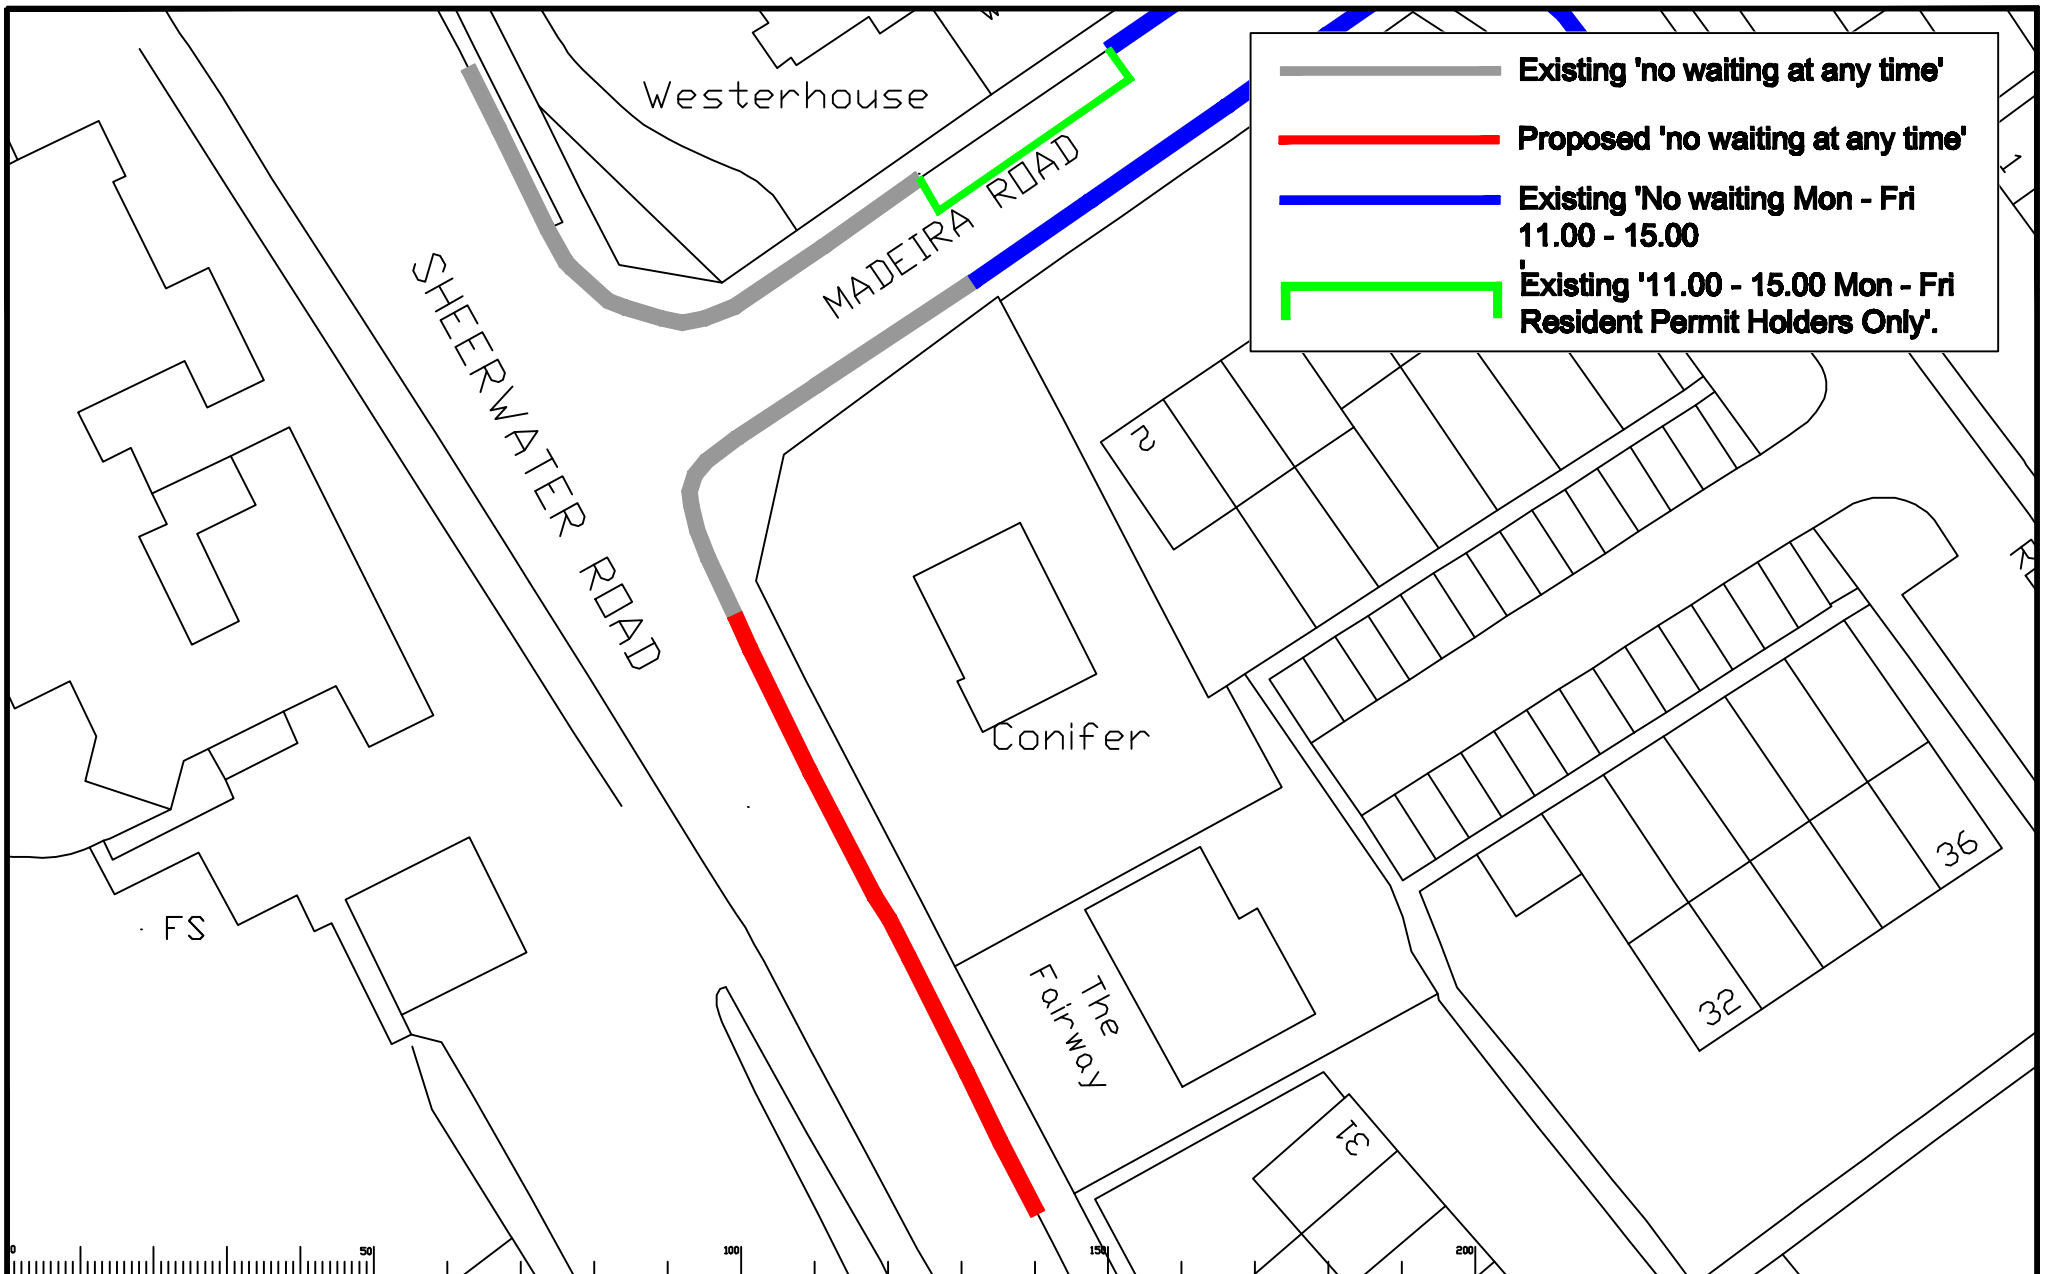 Existing 'no waiting at any time'
Proposed 'no waiting at any time'
Existing 'No waiting Mon - Fri
11.00 - 15.00
'
Existing '11.00 - 15.00 Mon - Fri
Resident Permit Holders Only'.
Westerhouse
MADEIRA ROAD
SHEERWATER ROAD
1
2
Conifer
36
FS
The
Fairway
32
31
0
50
100
150
200